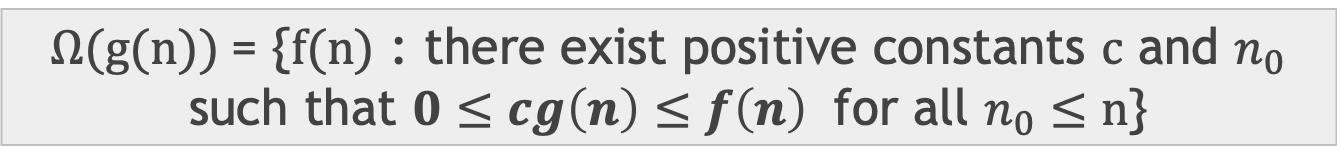 Ω(g(n)) = {f(n) : there exist positive constants c and n₀
such that 0 ≤ cg(n) ≤ f(n) for all n₀ ≤ n}